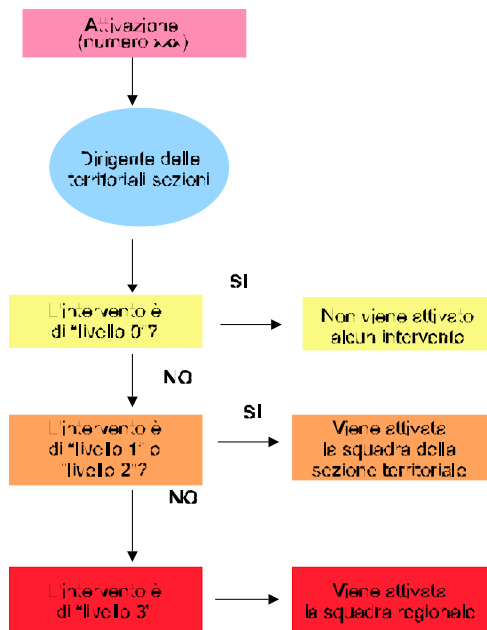 Attivazione
(numero xxx)
Dirigente delle
territoriali sezioni
SI
L'intervento è
di "livello 0"?
Non viene attivato
alcun intervento
NO
SI
L'intervento è
di "livello 1" o
"livello 2"?
Viene attivata
la squadra della
sezione territoriale
NO
L'intervento è
di "livello 3"
Viene attivata
la squadra regionale